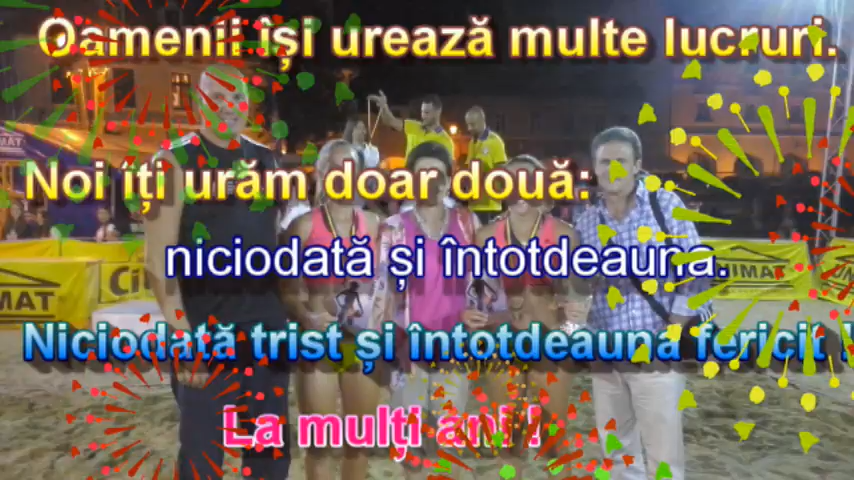 Oamenii își urează multe lucruri.
Noi îți urăm doar două:
niciodată și întotdeauna.
Niciodată trist și întotdeauna fericit !
La mulți ani !